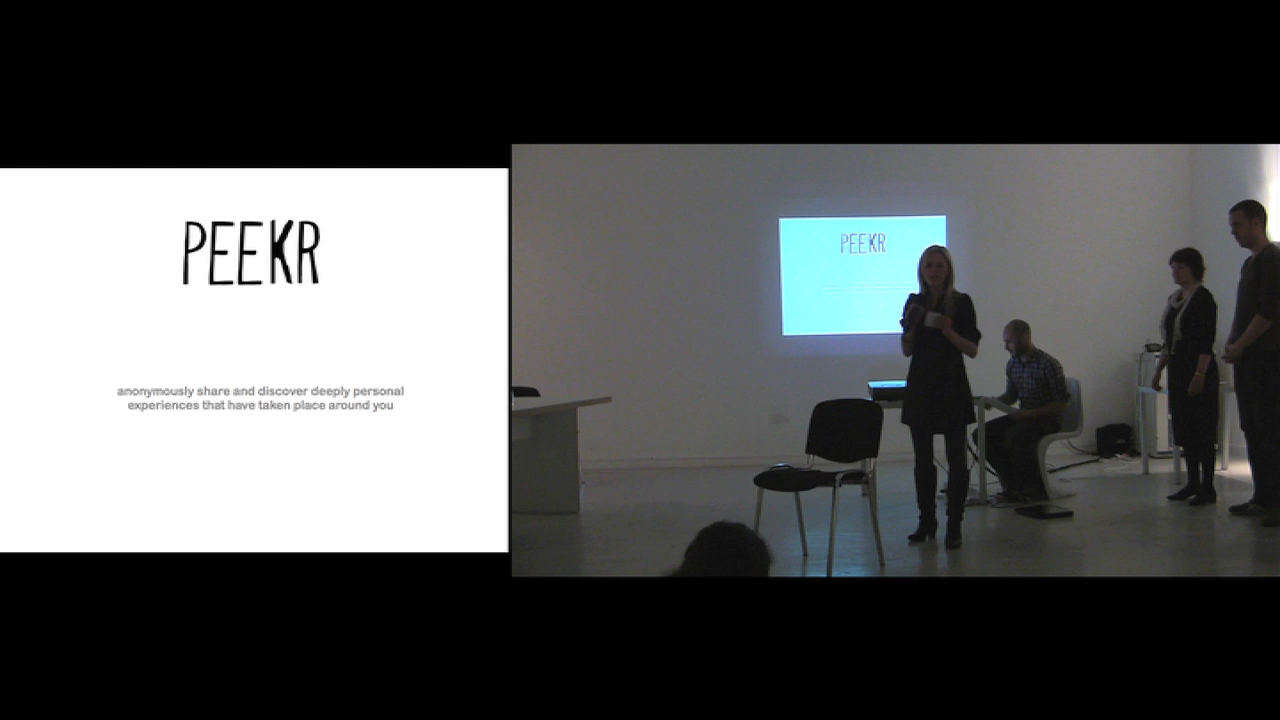 PEEKR
anonymously share and discover deeply personal
experiences that have taken place around you
PEEKR